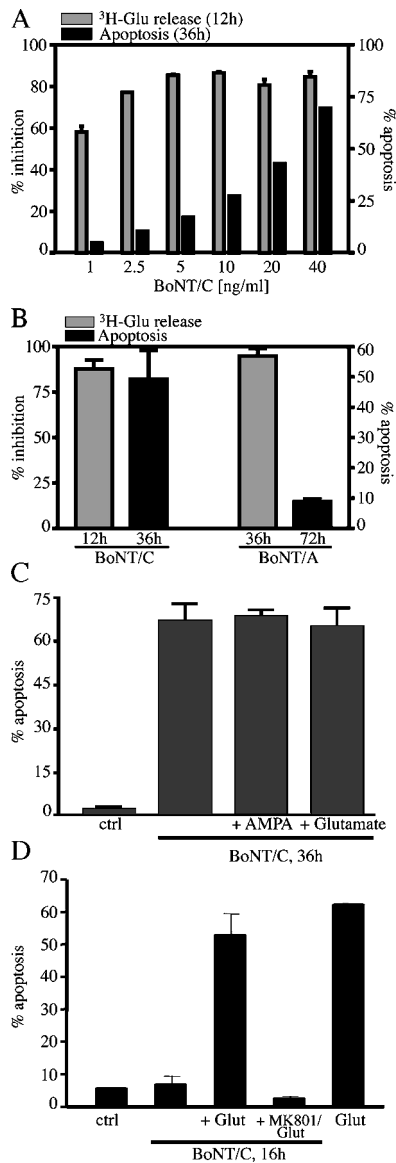 A
³H-Glu release (12h)
Apoptosis (36h)
% inhibition
100
80
60
40
20
0
100
75
50
25
0
% apoptosis
1 2.5 5 10 20 40
BoNT/C [ng/ml]
B
³H-Glu release
Apoptosis
% inhibition
100
75
50
25
0
60
50
40
30
20
10
0
% apoptosis
12h 36h 36h 72h
BoNT/C BoNT/A
C
% apoptosis
75
60
45
30
15
0
ctrl + AMPA + Glutamate
BoNT/C, 36h
D
% apoptosis
70
60
50
40
30
20
10
0
ctrl + Glut + MK801/ Glut
Glut
BoNT/C, 16h